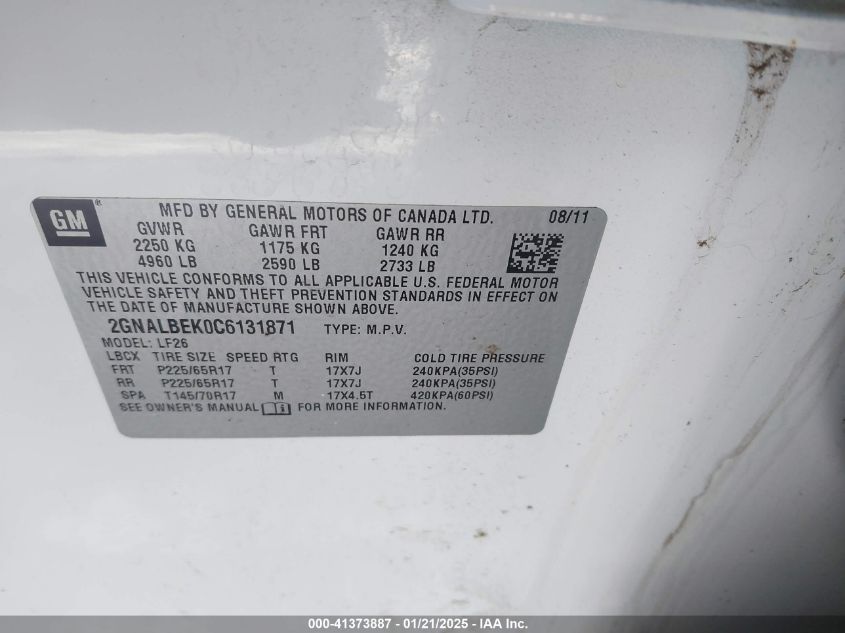 GM®
MFD BY GENERAL MOTORS OF CANADA LTD. 08/11
GVWR GAWR FRT GAWR RR
2250 KG 1175 KG 1240 KG
4960 LB 2590 LB 2733 LB
THIS VEHICLE CONFORMS TO ALL APPLICABLE U.S. FEDERAL MOTOR
VEHICLE SAFETY AND THEFT PREVENTION STANDARDS IN EFFECT ON
THE DATE OF MANUFACTURE SHOWN ABOVE.
2GNALBEK0C6131871 TYPE: M.P.V.
MODEL: LF26
LBCX TIRE SIZE SPEED RTG RIM COLD TIRE PRESSURE
FRT P225/65R17 T 17X7J 240KPA(35PSI)
RR P225/65R17 T 17X7J 240KPA(35PSI)
SPA T145/70R17 M 17X4.5T 420KPA(60PSI)
SEE OWNER'S MANUAL FOR MORE INFORMATION.
000-41373887 - 01/21/2025 - IAA Inc.